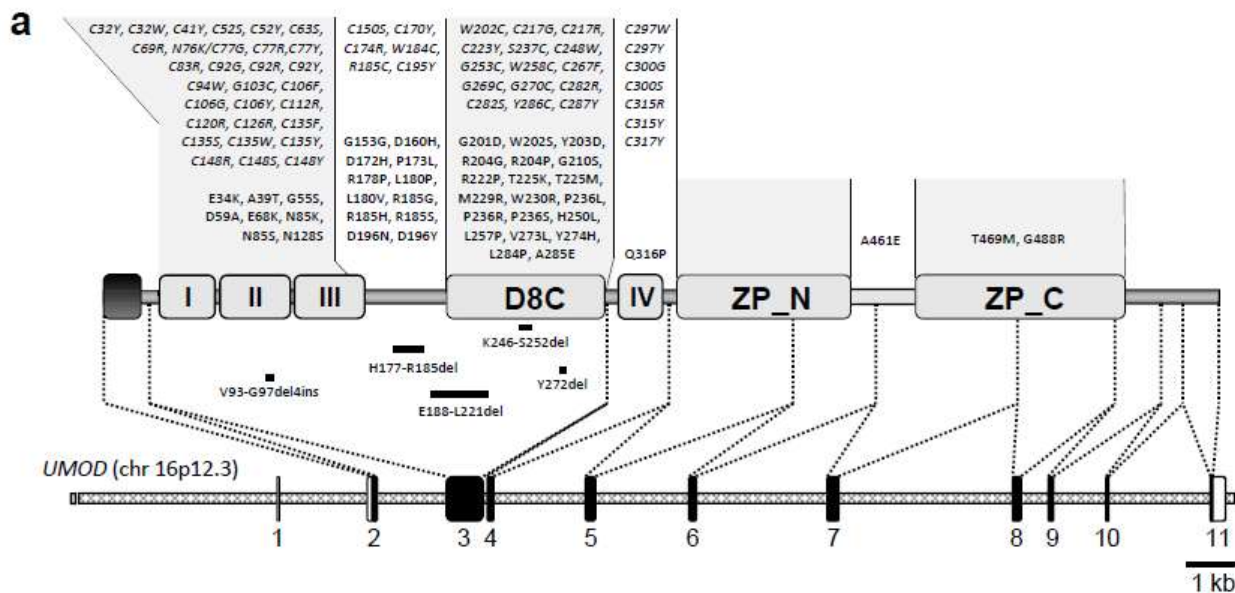 a
C32Y, C32W, C41Y, C52S, C52Y, C63S,
C69R, N76K/C77G, C77R,C77Y,
C83R, C92G, C92R, C92Y,
C94W, G103C, C106F,
C106G, C106Y, C112R,
C120R, C126R, C135F,
C135S, C135W, C135Y,
C148R, C148S, C148Y
E34K, A39T, G55S,
D59A, E68K, N85K,
N85S, N128S
C150S, C170Y,
C174R, W184C,
R185C, C195Y
G153G, D160H,
D172H, P173L,
R178P, L180P,
L180V, R185G,
R185H, R185S,
D196N, D196Y
W202C, C217G, C217R,
C223Y, S237C, C248W,
G253C, W258C, C267F,
G269C, G270C, C282R,
C282S, Y286C, C287Y
G201D, W202S, Y203D,
R204G, R204P, G210S,
R222P, T225K, T225M,
M229R, W230R, P236L,
P236R, P236S, H250L,
L257P, V273L, Y274H,
L284P, A285E
C297W
C297Y
C300G
C300S
C315R
C315Y
C317Y
Q316P
A461E
T469M, G488R
I
II
III
D8C
IV
ZP_N
ZP_C
K246-S252del
H177-R185del
Y272del
V93-G97del4ins
E188-L221del
UMOD (chr 16p12.3)
1
2
3
4
5
6
7
8
9
10
11
1 kb